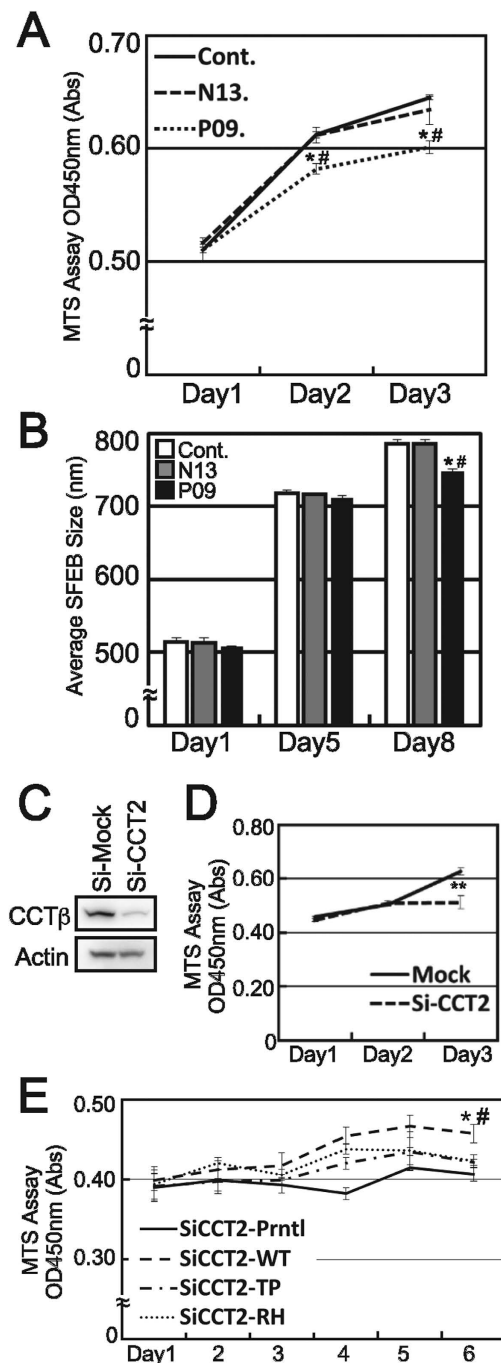 A
MTS Assay OD450nm (Abs)
0.70
0.60
0.50
0
Cont.
N13.
P09.
*#
*#
Day1 Day2 Day3
B
Average SFEB Size (nm)
800
700
600
500
0
Cont.
N13
P09
*#
Day1 Day5 Day8
C
Si-Mock
Si-CCT2
CCTβ
Actin
D
MTS Assay
OD450nm (Abs)
0.80
0.60
0.40
0.20
0
**
Mock
Si-CCT2
Day1 Day2 Day3
E
MTS Assay
OD450nm (Abs)
0.50
0.40
0.30
0
*#
SiCCT2-Prntl
SiCCT2-WT
SiCCT2-TP
SiCCT2-RH
Day1 2 3 4 5 6